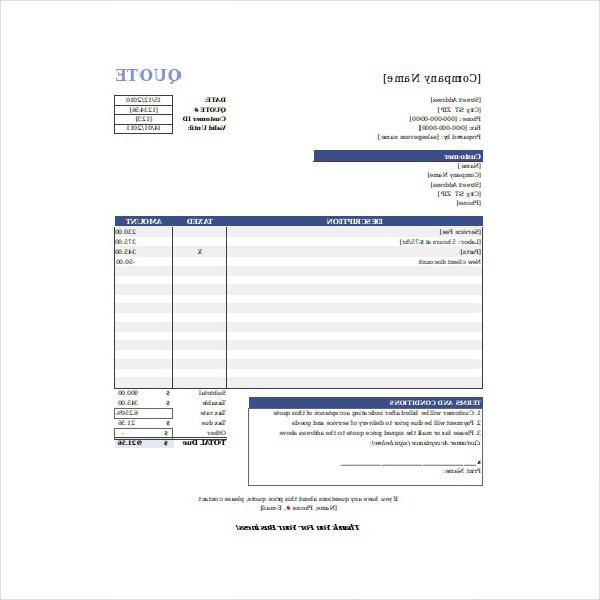 [Company Name]
QUOTE
[Street Address]
[City ST ZIP]
Phone: [000-000-0000]
Fax: [000-000-0000]
Prepared by: [salesperson name]
DATE: 15/12/2010
QUOTE # [123456]
Customer ID [123]
Valid Until: 14/01/2011
Customer
[Name]
[Company Name]
[Street Address]
[City ST ZIP]
[Phone]
DESCRIPTION TAXED AMOUNT
[Service Fee] 230.00
[Labor: 5 hours at $75/hr] 375.00
[Parts] X 345.00
New client discount -50.00
Subtotal $ 900.00
Taxable $ 345.00
Tax rate 6.250%
Tax due $ 21.56
Other $ -
TOTAL Due $ 921.56
TERMS AND CONDITIONS
1. Customer will be billed after indicating acceptance of this quote
2. Payment will be due prior to delivery of service and goods
3. Please fax or mail the signed price quote to the address above
Customer Acceptance (sign below):
x
Print Name:
If you have any questions about this price quote, please contact
[Name, Phone #, E-mail]
Thank You For Your Business!